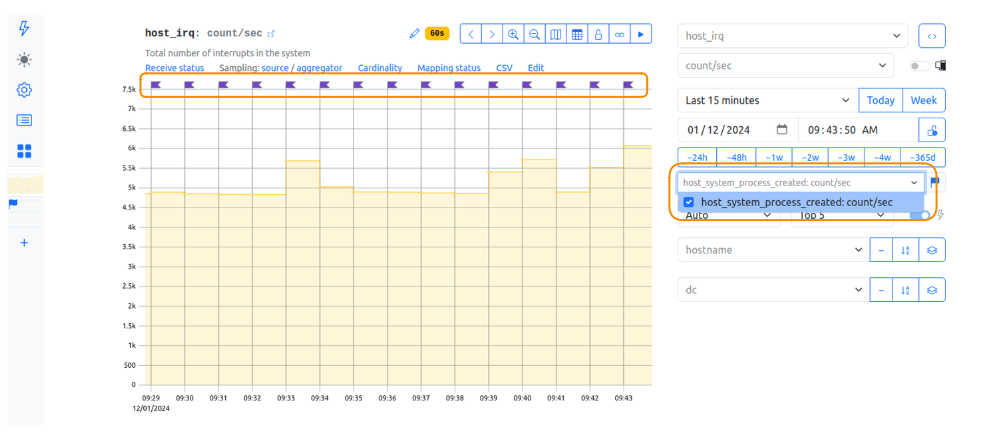 host_irq: count/sec
60s
Total number of interrupts in the system
Receive status Sampling: source / aggregator Cardinality Mapping status CSV Edit
7.5k
7k
6.5k
6k
5.5k
5k
4.5k
4k
3.5k
3k
2.5k
2k
1.5k
1k
500
0
09:29 09:30 09:31 09:32 09:33 09:34 09:35 09:36 09:37 09:38 09:39 09:40 09:41 09:42 09:43
12/01/2024
host_irq
count/sec
Last 15 minutes Today Week
01/12/2024 09:43:50 AM
−24h −48h −1w −2w −3w −4w −365d
host_system_process_created: count/sec
host_system_process_created: count/sec
Auto Top 5
hostname
dc